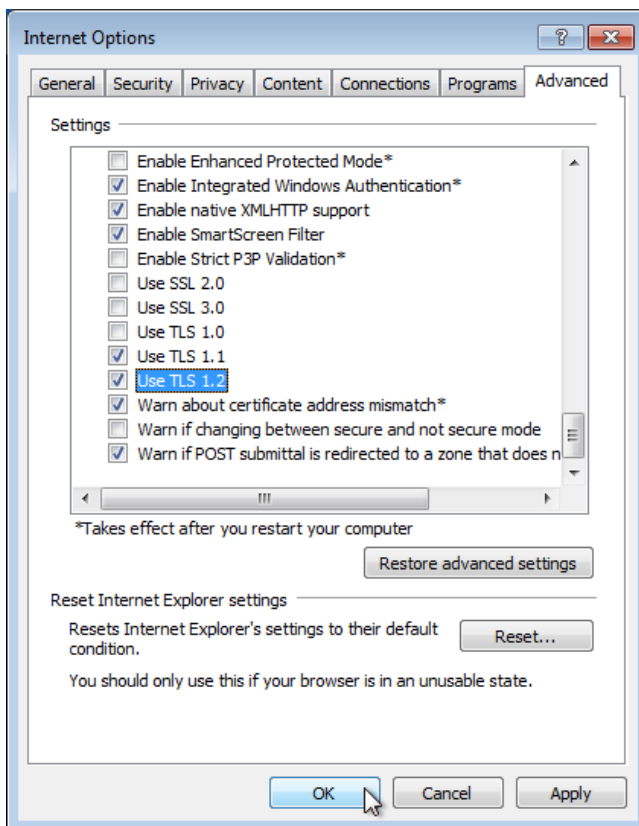 Internet Options
General Security Privacy Content Connections Programs Advanced
Settings
Enable Enhanced Protected Mode*
Enable Integrated Windows Authentication*
Enable native XMLHTTP support
Enable SmartScreen Filter
Enable Strict P3P Validation*
Use SSL 2.0
Use SSL 3.0
Use TLS 1.0
Use TLS 1.1
Use TLS 1.2
Warn about certificate address mismatch*
Warn if changing between secure and not secure mode
Warn if POST submittal is redirected to a zone that does n
*Takes effect after you restart your computer
Restore advanced settings
Reset Internet Explorer settings
Resets Internet Explorer's settings to their default
condition.
Reset...
You should only use this if your browser is in an unusable state.
OK Cancel Apply